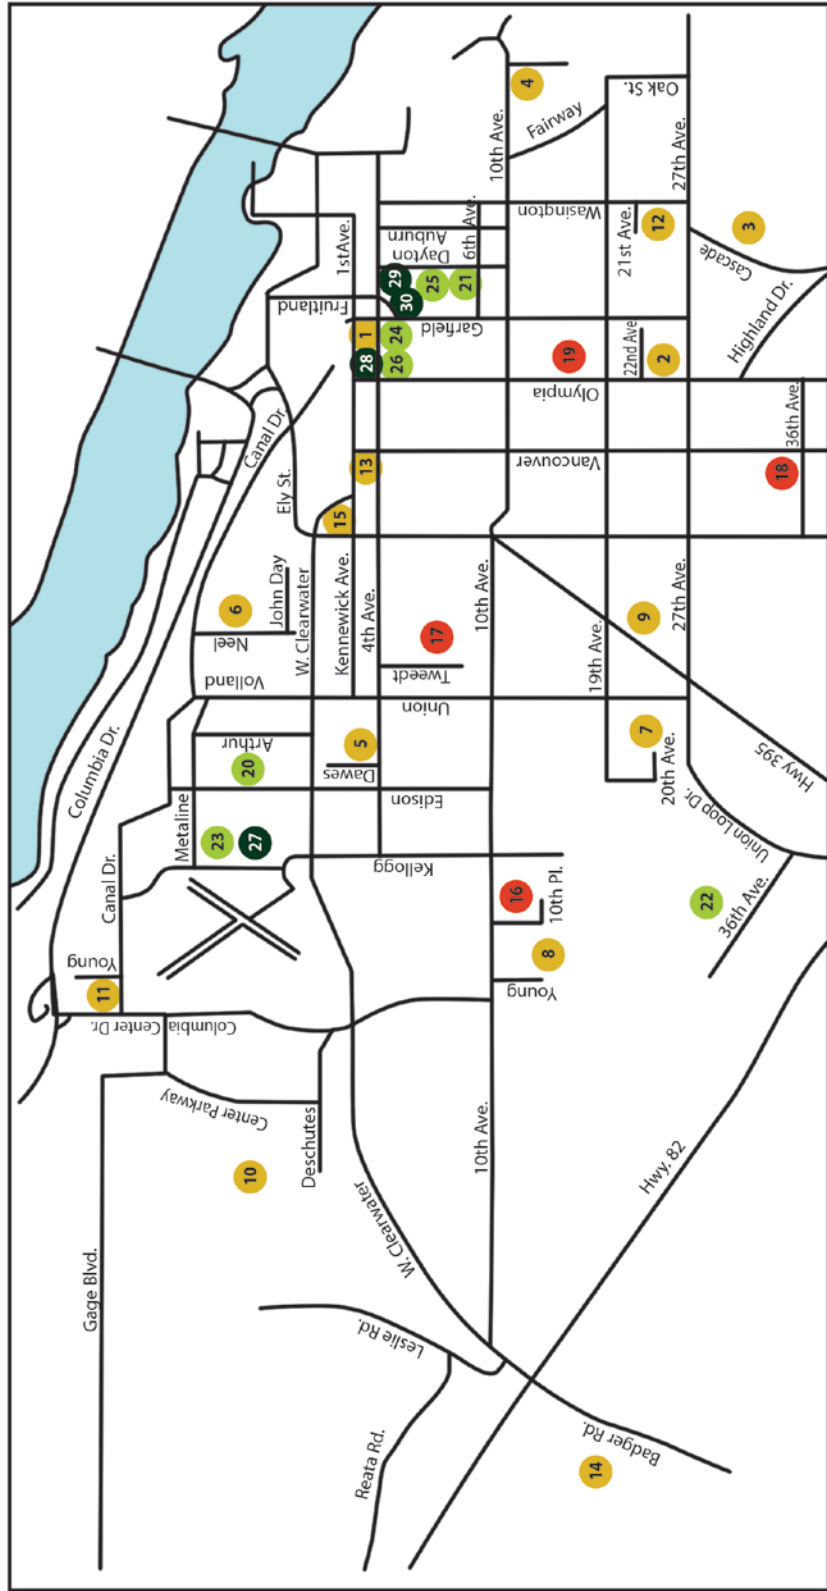 Gage Blvd.
Reata Rd.
Leslie Rd.
W. Clearwater
10
Center Parkway
Deschutes
14
Badger Rd.
Hwy. 82
10th Ave.
Columbia
Center Dr.
11
Young
Canal Dr.
Columbia Dr.
Metaline
23
27
20
Arthur
Kellogg
Edison
5
Dawes
8
Young
16
10th Pl.
22
36th Ave.
Union Loop Dr.
7
20th Ave.
Hwy 395
Union
Volland
Neel
6
John Day
W. Clearwater
Kennewick Ave.
4th Ave.
17
Tweedt
10th Ave.
19th Ave.
9
27th Ave.
Canal Dr.
Ely St.
15
13
Vancouver
18
36th Ave.
Olympia
28
1
26
24
19
22nd Ave
2
Highland Dr.
Garfield
Fruitland
30
29
25
21
1stAve.
Dayton
Auburn
6th Ave.
Wasington
21st Ave.
12
3
Cascade
10th Ave.
Fairway
4
Oak St.
27th Ave.